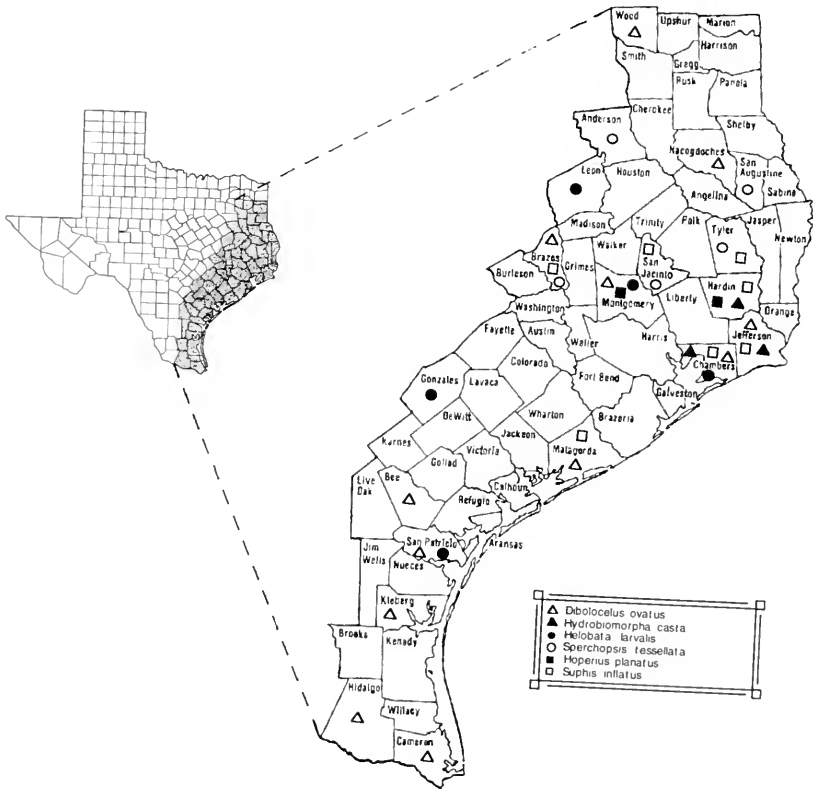 Wood
Upshur
Marion
Harrison
Smith
Gregg
Rusk
Panola
Cherokee
Anderson
Shelby
Nacogdoches
San Augustine
Sabine
Leon
Houston
Angelina
Madison
Trinity
Polk
Tyler
Jasper
Newton
Walker
Brazos
Grimes
San Jacinto
Burleson
Montgomery
Hardin
Liberty
Washington
Orange
Jefferson
Fayette
Austin
Waller
Harris
Chambers
Colorado
Gonzales
Lavaca
Fort Bend
Galveston
DeWitt
Wharton
Brazoria
Karnes
Jackson
Victoria
Matagorda
Goliad
Live Oak
Bee
Calhoun
Refugio
San Patricio
Aransas
Jim Wells
Nueces
Kleberg
Brooks
Kenedy
Hidalgo
Willacy
Cameron
Dibolocelus ovatus
Hydrobiomorpha casta
Helobata larvalis
Sperchopsis tessellata
Hoperius planatus
Suphis inflatus